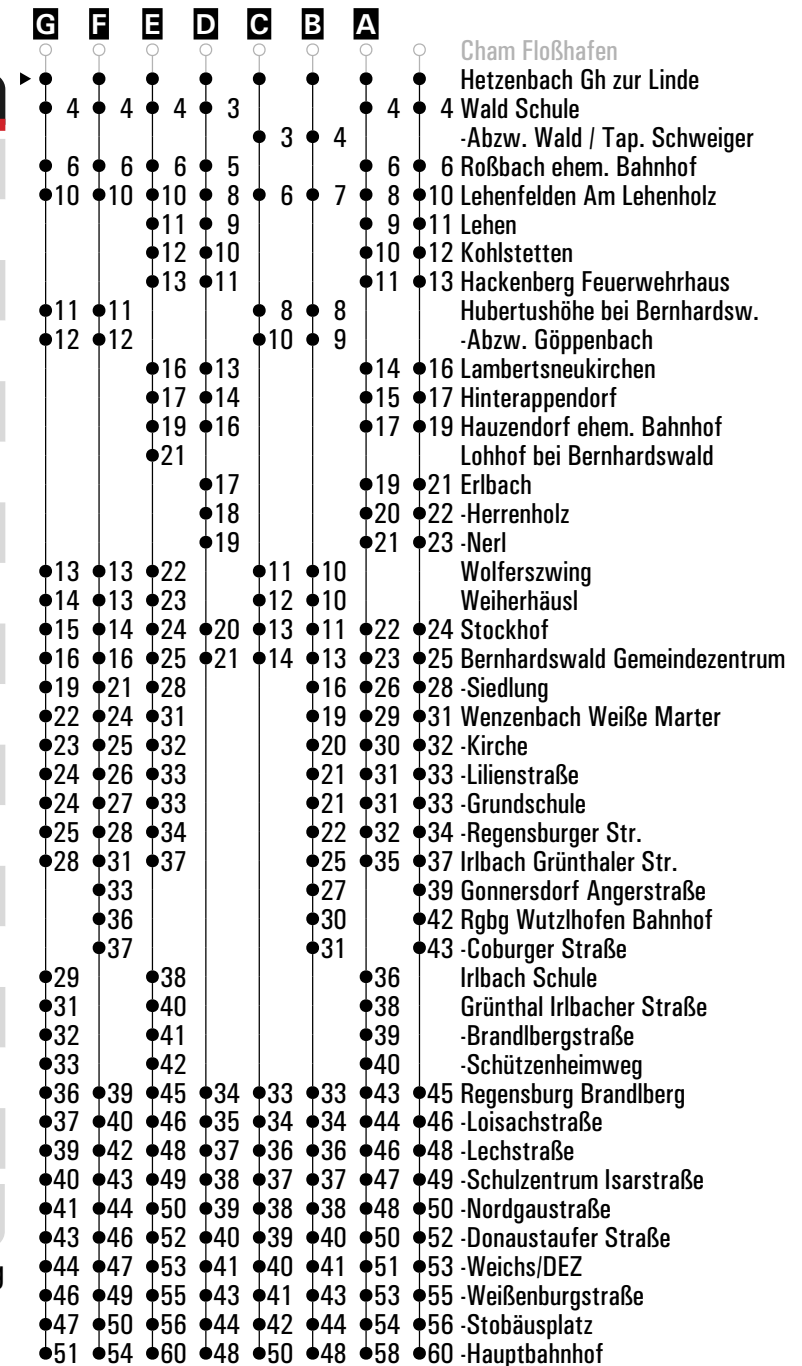 G F E D C B A
Cham Floßhafen
Hetzenbach Gh zur Linde
4 4 4 3 4 4 Wald Schule
3 4 -Abzw. Wald / Tap. Schweiger
6 6 6 5 6 6 Roßbach ehem. Bahnhof
10 10 10 8 6 7 8 10 Lehenfelden Am Lehenholz
11 9 9 11 Lehen
12 10 10 12 Kohlstetten
13 11 11 13 Hackenberg Feuerwehrhaus
11 11 8 8 Hubertushöhe bei Bernhardsw.
12 12 10 9 -Abzw. Göppenbach
16 13 14 16 Lambertsneukirchen
17 14 15 17 Hinterappendorf
19 16 17 19 Hauzendorf ehem. Bahnhof
21 Lohhof bei Bernhardswald
17 19 21 Erlbach
18 20 22 -Herrenholz
19 21 23 -Nerl
13 13 22 11 10 Wolferszwing
14 13 23 12 10 Weiherhäusl
15 14 24 20 13 11 22 24 Stockhof
16 16 25 21 14 13 23 25 Bernhardswald Gemeindezentrum
19 21 28 16 26 28 -Siedlung
22 24 31 19 29 31 Wenzenbach Weiße Marter
23 25 32 20 30 32 -Kirche
24 26 33 21 31 33 -Lilienstraße
24 27 33 21 31 33 -Grundschule
25 28 34 22 32 34 -Regensburger Str.
28 31 37 25 35 37 Irlbach Grünthaler Str.
33 27 39 Gonnersdorf Angerstraße
36 30 42 Rgbg Wutzlhofen Bahnhof
37 31 43 -Coburger Straße
29 38 36 Irlbach Schule
31 40 38 Grünthal Irlbacher Straße
32 41 39 -Brandlbergstraße
33 42 40 -Schützenheimweg
36 39 45 34 33 33 43 45 Regensburg Brandlberg
37 40 46 35 34 34 44 46 -Loisachstraße
39 42 48 37 36 36 46 48 -Lechstraße
40 43 49 38 37 37 47 49 -Schulzentrum Isarstraße
41 44 50 39 38 38 48 50 -Nordgaustraße
43 46 52 40 39 40 50 52 -Donaustaufer Straße
44 47 53 41 40 41 51 53 -Weichs/DEZ
46 49 55 43 41 43 53 55 -Weißenburgstraße
47 50 56 44 42 44 54 56 -Stobäusplatz
51 54 60 48 50 48 58 60 -Hauptbahnhof